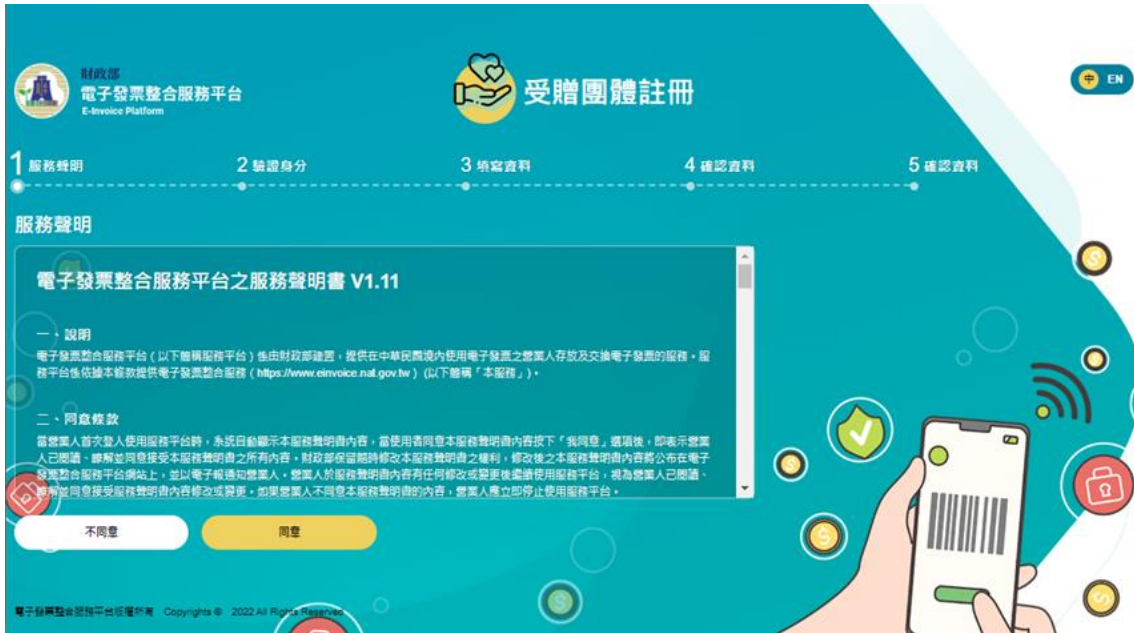 財政部
電子發票整合服務平台
E-Invoice Platform
受贈團體註冊
中 EN
1 服務聲明
2 驗證身分
3 填寫資料
4 確認資料
5 確認資料
服務聲明
電子發票整合服務平台之服務聲明書 V1.11
一、說明
電子發票整合服務平台(以下簡稱服務平台)係由財政部建置,提供在中華民國境內使用電子發票之營業人存放及交換電子發票的服務。服
務平台係依據本條款提供電子發票整合服務(https://www.einvoice.nat.gov.tw)(以下簡稱「本服務」)。
二、同意條款
當營業人首次登入使用服務平台時,系統自動顯示本服務聲明書內容,當使用者同意本服務聲明書內容按下「我同意」選項後,即表示營業
人已閱讀、瞭解並同意接受本服務聲明書之所有內容。財政部保留隨時修改本服務聲明書之權利,修改後之本服務聲明書內容將公布在電子
發票整合服務平台網站上,並以電子報通知營業人。營業人於服務聲明書內容有任何修改或變更後繼續使用服務平台,視為營業人已閱讀、
瞭解並同意接受服務聲明書內容修改或變更。如果營業人不同意本服務聲明書的內容,營業人應立即停止使用服務平台。
不同意
同意
電子發票整合服務平台版權所有 Copyrights © 2022 All Rights Reserved